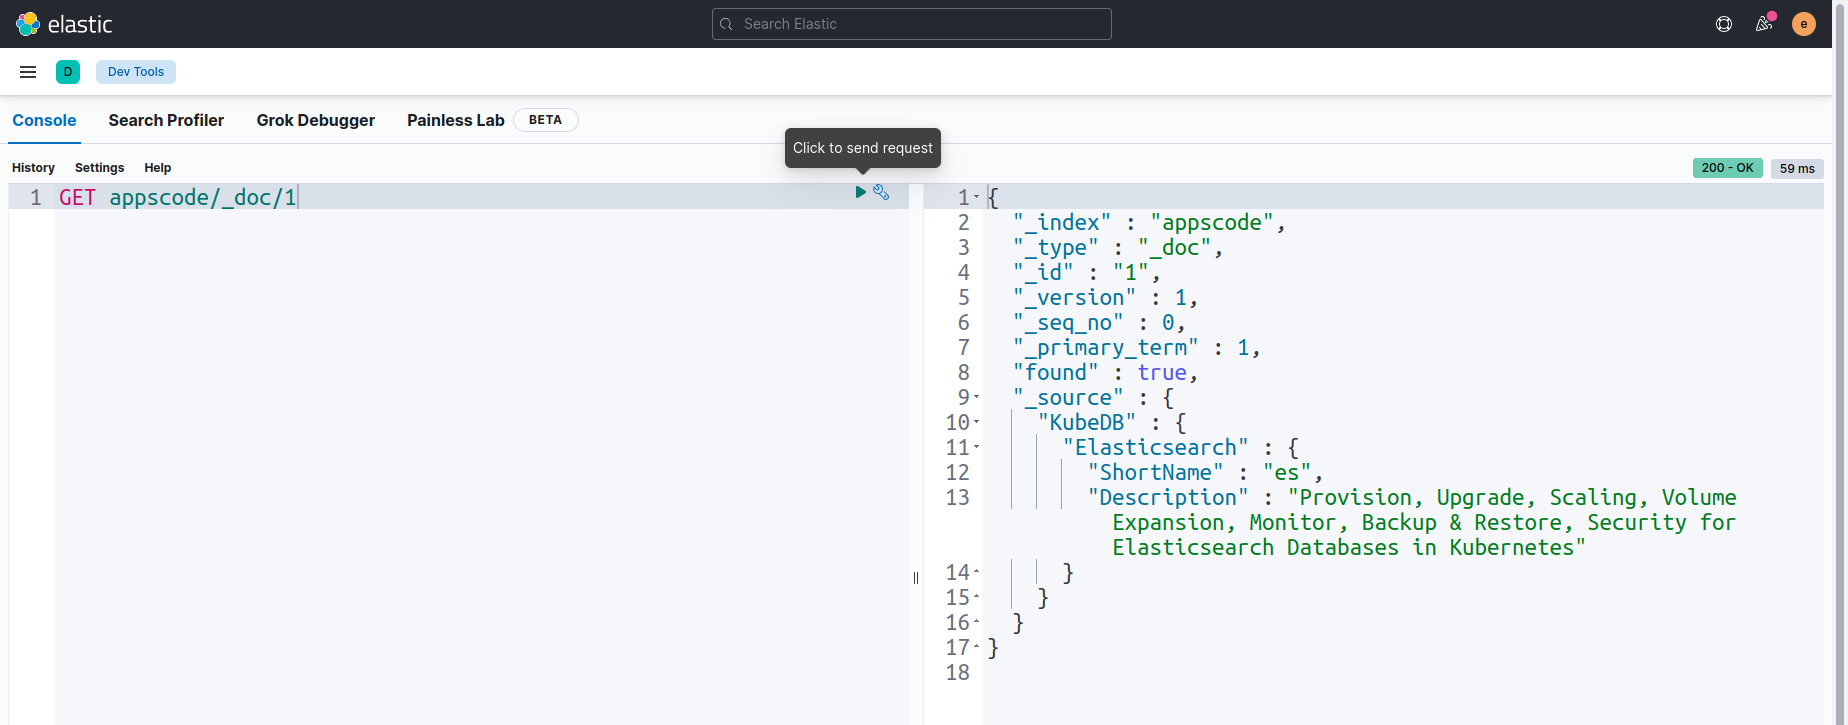 elastic
Search Elastic
e
D
Dev Tools
Console Search Profiler Grok Debugger Painless Lab BETA
Click to send request
History Settings Help
200 - OK 59 ms
1 GET appscode/_doc/1
1 {
2 "_index" : "appscode",
3 "_type" : "_doc",
4 "_id" : "1",
5 "_version" : 1,
6 "_seq_no" : 0,
7 "_primary_term" : 1,
8 "found" : true,
9 "_source" : {
10 "KubeDB" : {
11 "Elasticsearch" : {
12 "ShortName" : "es",
13 "Description" : "Provision, Upgrade, Scaling, Volume
Expansion, Monitor, Backup & Restore, Security for
Elasticsearch Databases in Kubernetes"
14 }
15 }
16 }
17 }
18